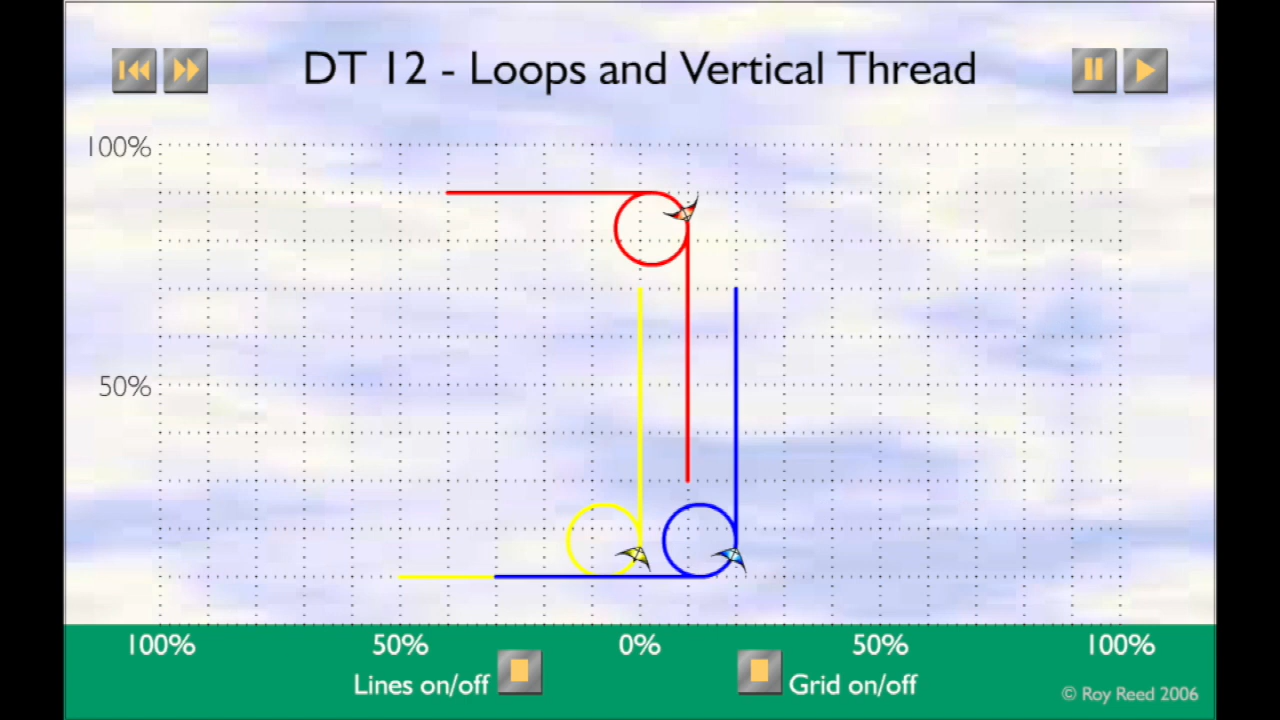 DT 12 - Loops and Vertical Thread
100%
50%
100% 50% 0% 50% 100%
Lines on/off Grid on/off
© Roy Reed 2006